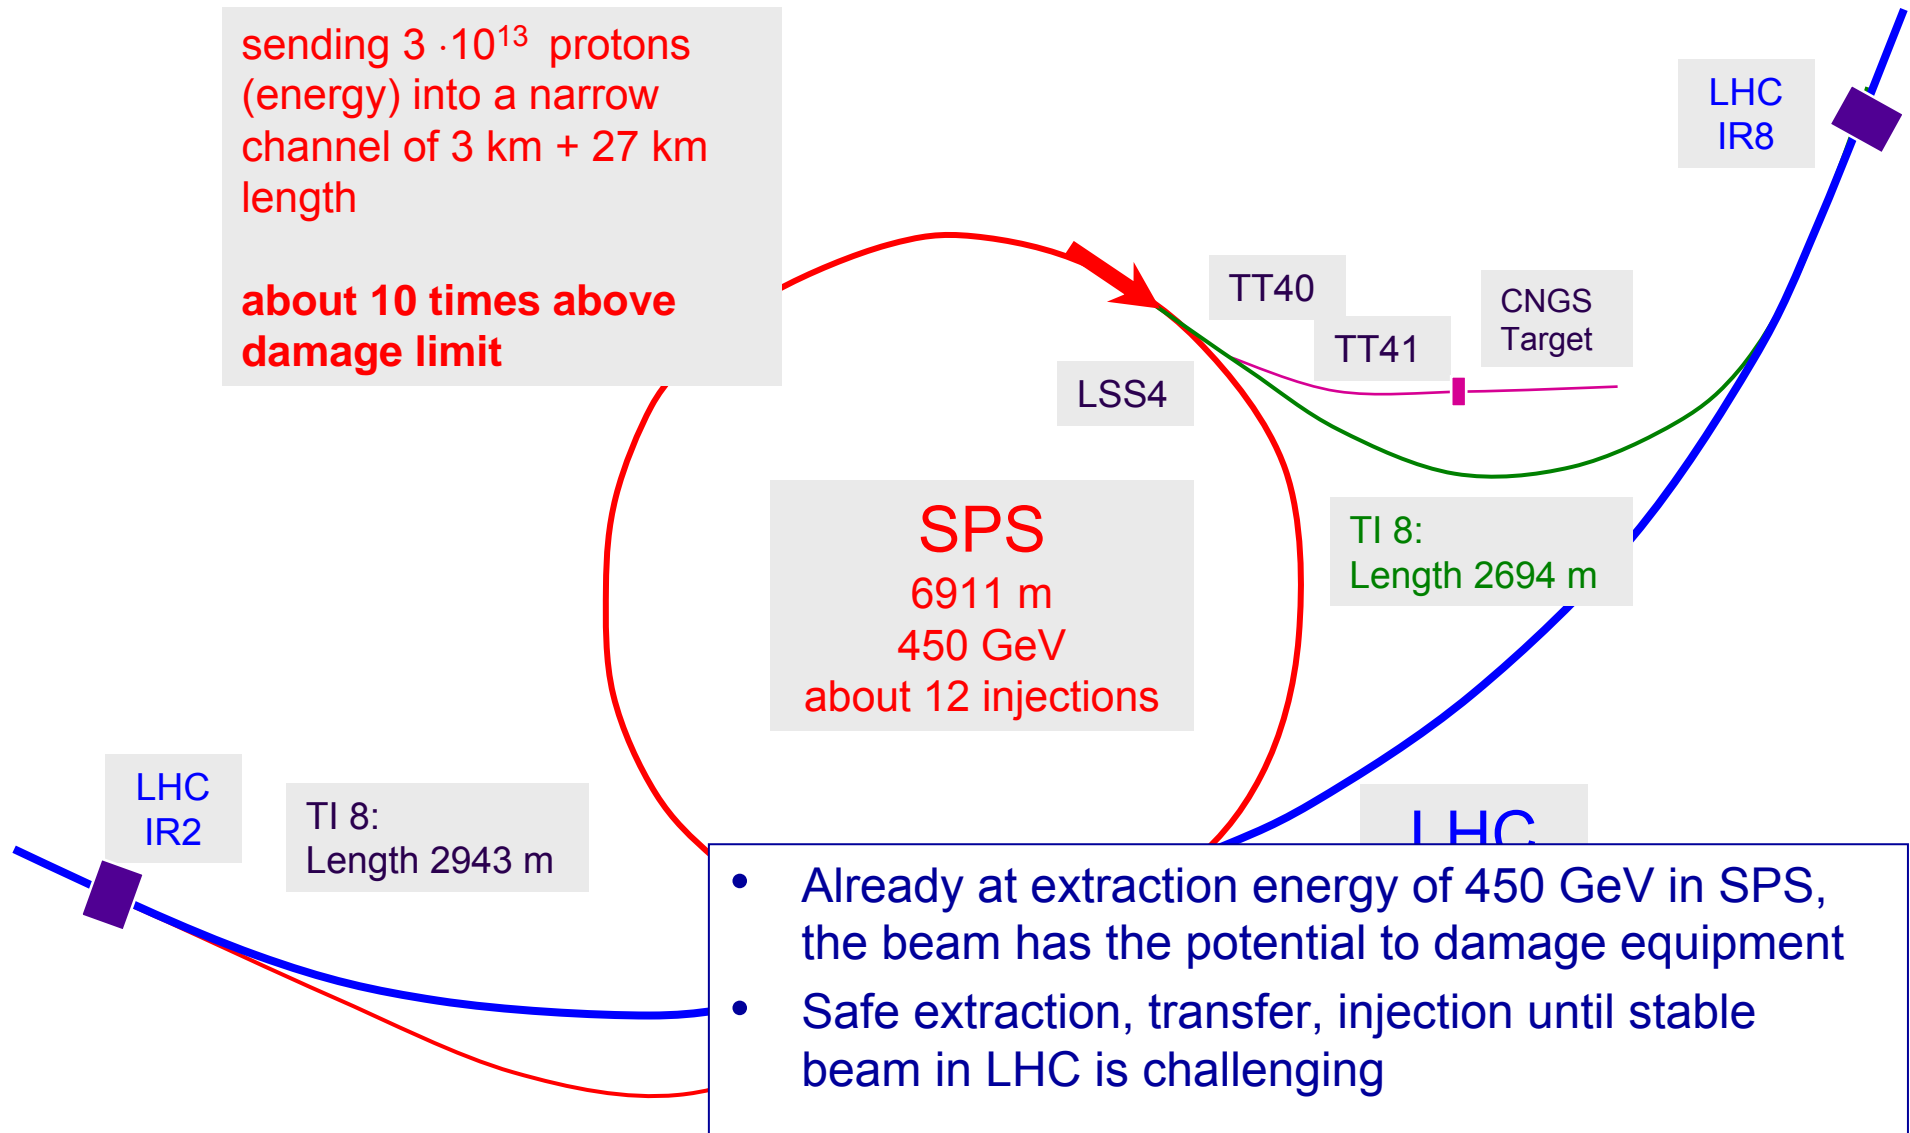 sending 3 ·10¹³ protons
(energy) into a narrow
channel of 3 km + 27 km
length
about 10 times above
damage limit
LHC
IR8
TT40
TT41
CNGS
Target
LSS4
SPS
6911 m
450 GeV
about 12 injections
TI 8:
Length 2694 m
LHC
IR2
TI 8:
Length 2943 m
LHC
• Already at extraction energy of 450 GeV in SPS,
the beam has the potential to damage equipment
• Safe extraction, transfer, injection until stable
beam in LHC is challenging